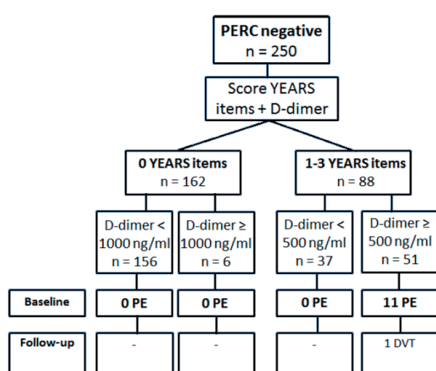 PERC negative
n = 250
Score YEARS
items + D-dimer
0 YEARS items
n = 162
1-3 YEARS items
n = 88
D-dimer <
1000 ng/ml
n = 156
D-dimer ≥
1000 ng/ml
n = 6
D-dimer <
500 ng/ml
n = 37
D-dimer ≥
500 ng/ml
n = 51
Baseline
0 PE
0 PE
0 PE
11 PE
Follow-up
-
-
-
1 DVT